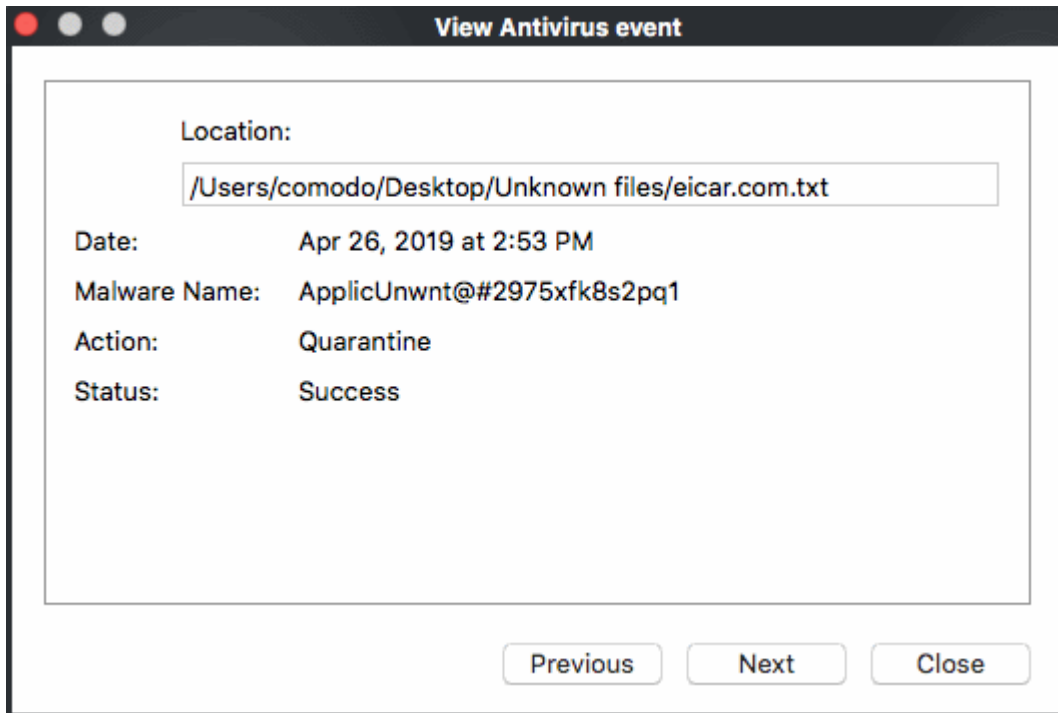 View Antivirus event
Location:
/Users/comodo/Desktop/Unknown files/eicar.com.txt
Date: Apr 26, 2019 at 2:53 PM
Malware Name: ApplicUnwnt@#2975xfk8s2pq1
Action: Quarantine
Status: Success
Previous Next Close